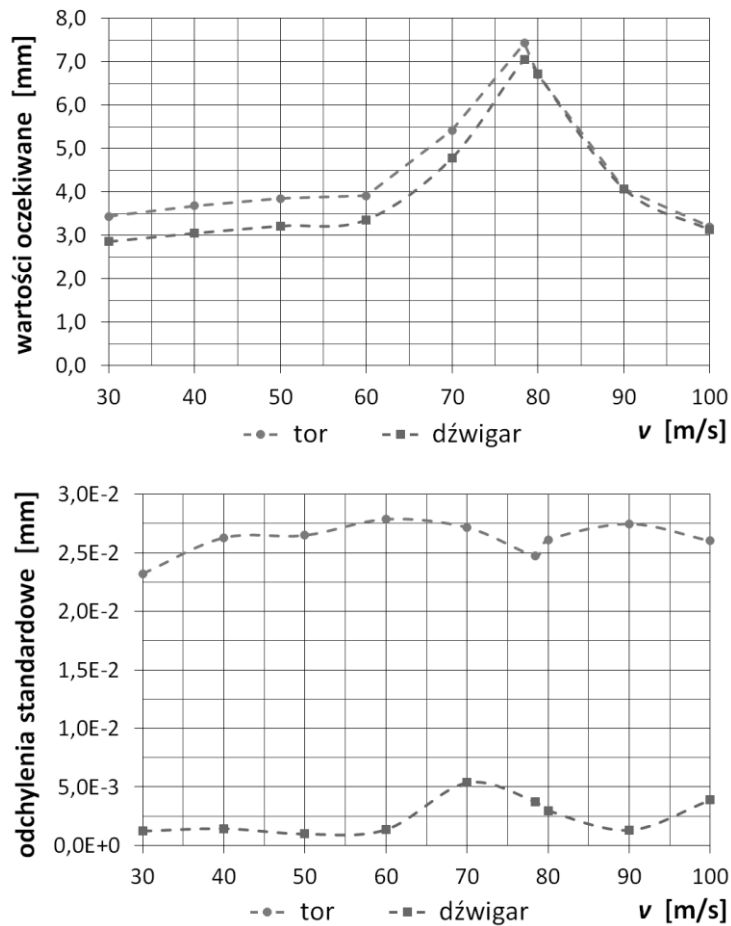 wartości oczekiwane [mm]
8,0
7,0
6,0
5,0
4,0
3,0
2,0
1,0
0,0
30 40 50 60 70 80 90 100
tor dźwigar v [m/s]
odchylenia standardowe [mm]
3,0E-2
2,5E-2
2,0E-2
1,5E-2
1,0E-2
5,0E-3
0,0E+0
30 40 50 60 70 80 90 100
tor dźwigar v [m/s]